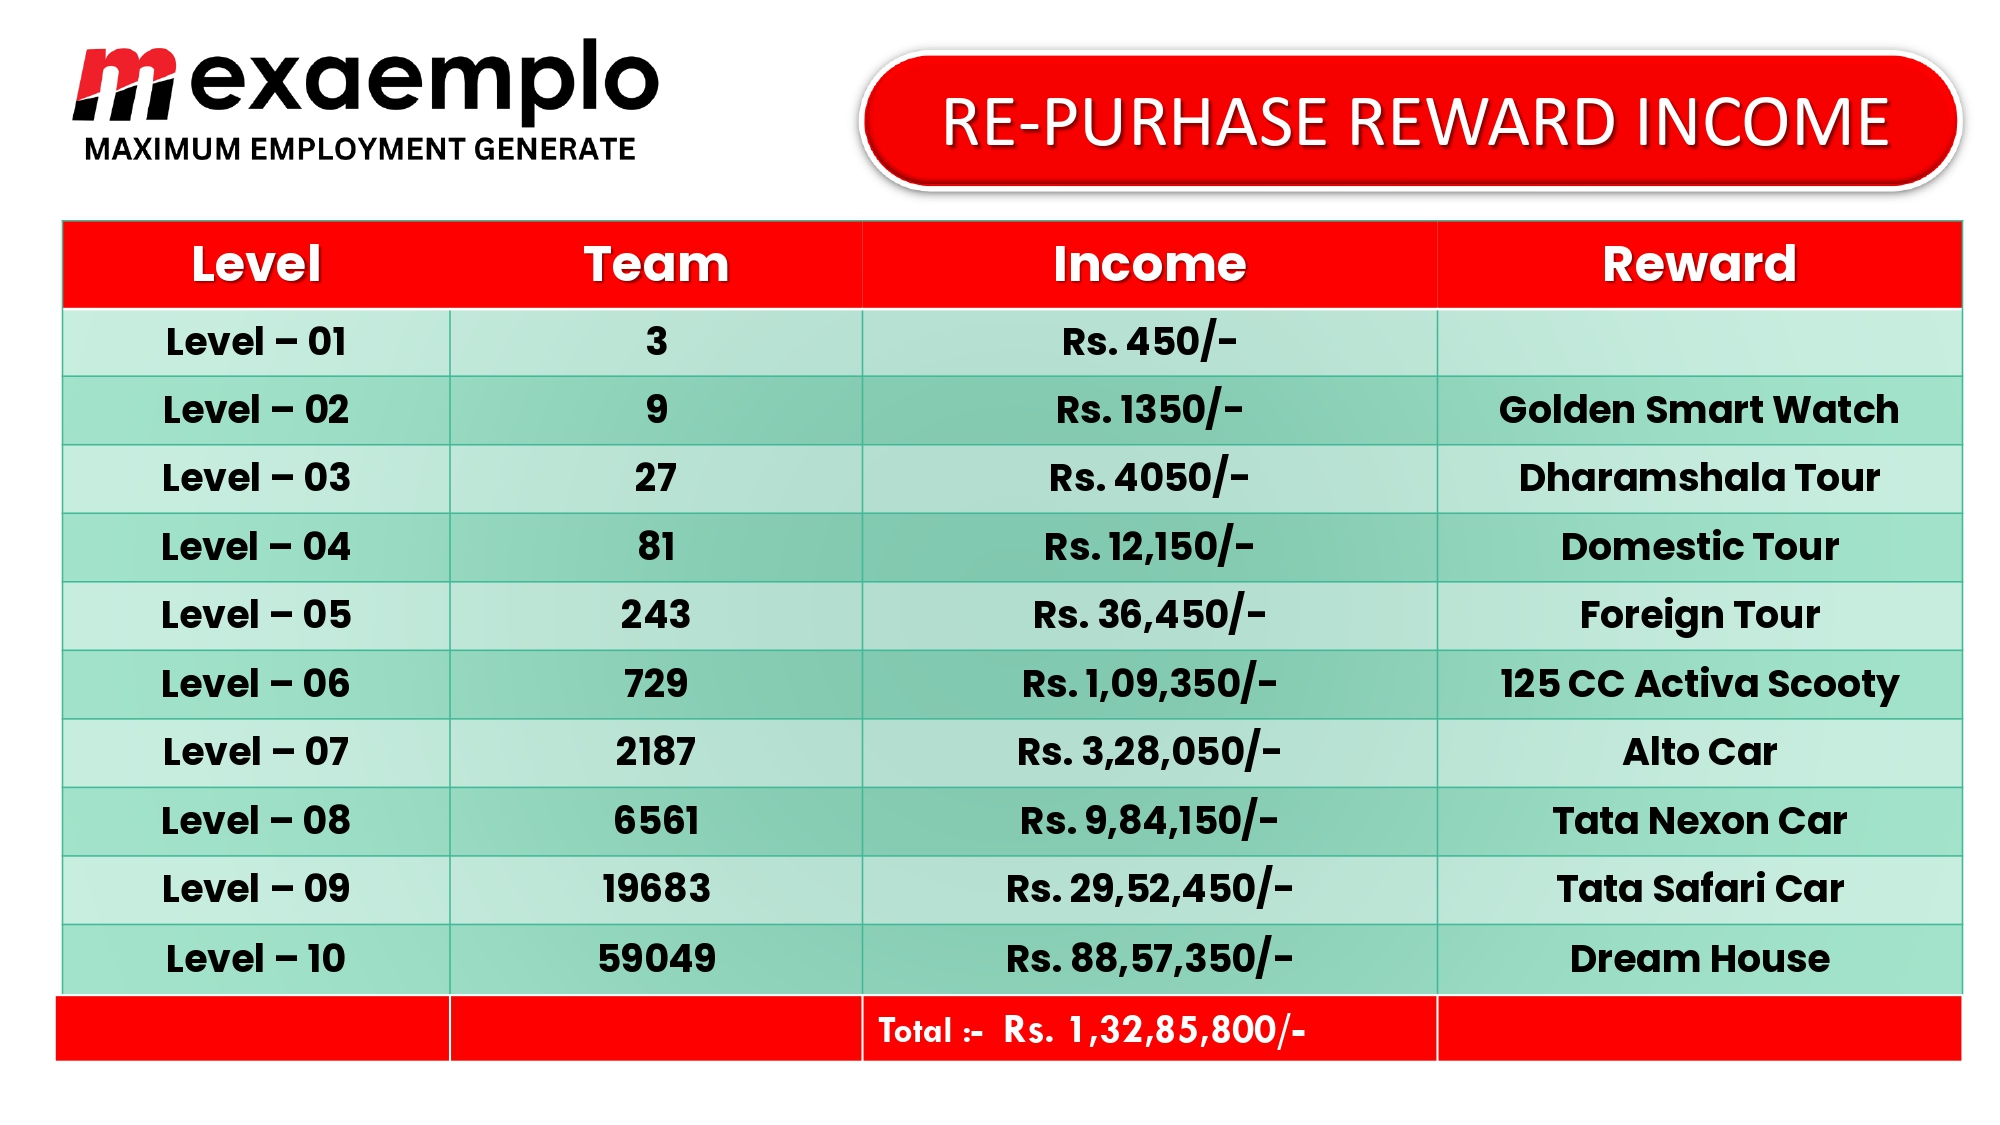 mexaemplo
MAXIMUM EMPLOYMENT GENERATE
RE-PURHASE REWARD INCOME
Level Team Income Reward
Level – 01 3 Rs. 450/-
Level – 02 9 Rs. 1350/- Golden Smart Watch
Level – 03 27 Rs. 4050/- Dharamshala Tour
Level – 04 81 Rs. 12,150/- Domestic Tour
Level – 05 243 Rs. 36,450/- Foreign Tour
Level – 06 729 Rs. 1,09,350/- 125 CC Activa Scooty
Level – 07 2187 Rs. 3,28,050/- Alto Car
Level – 08 6561 Rs. 9,84,150/- Tata Nexon Car
Level – 09 19683 Rs. 29,52,450/- Tata Safari Car
Level – 10 59049 Rs. 88,57,350/- Dream House
Total :- Rs. 1,32,85,800/-